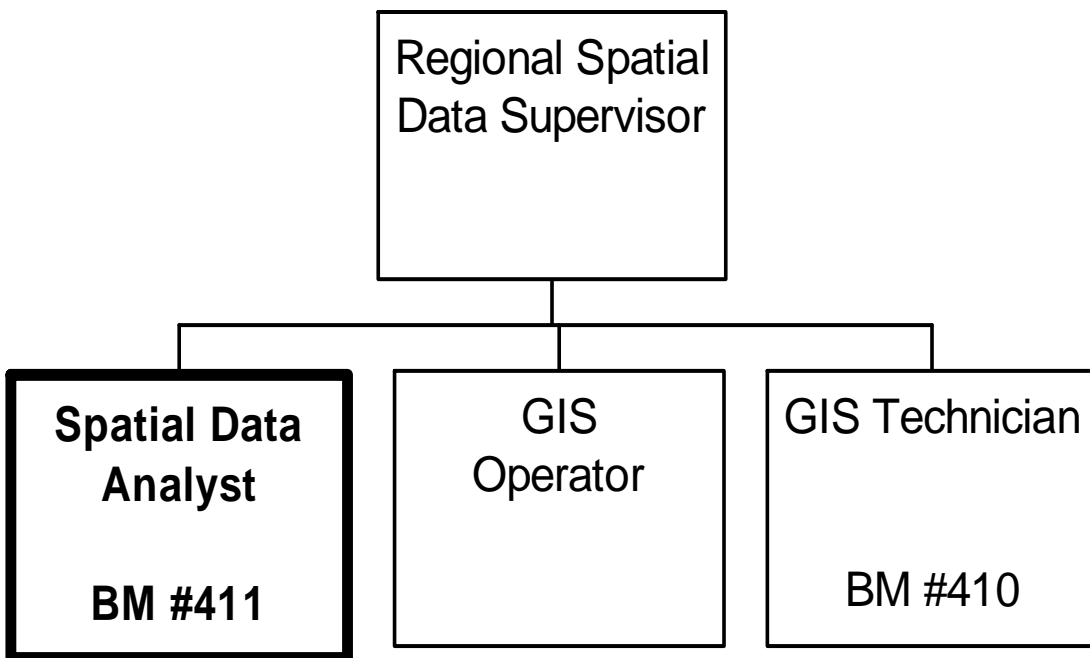 Regional Spatial
Data Supervisor
Spatial Data
Analyst
BM #411
GIS
Operator
GIS Technician
BM #410